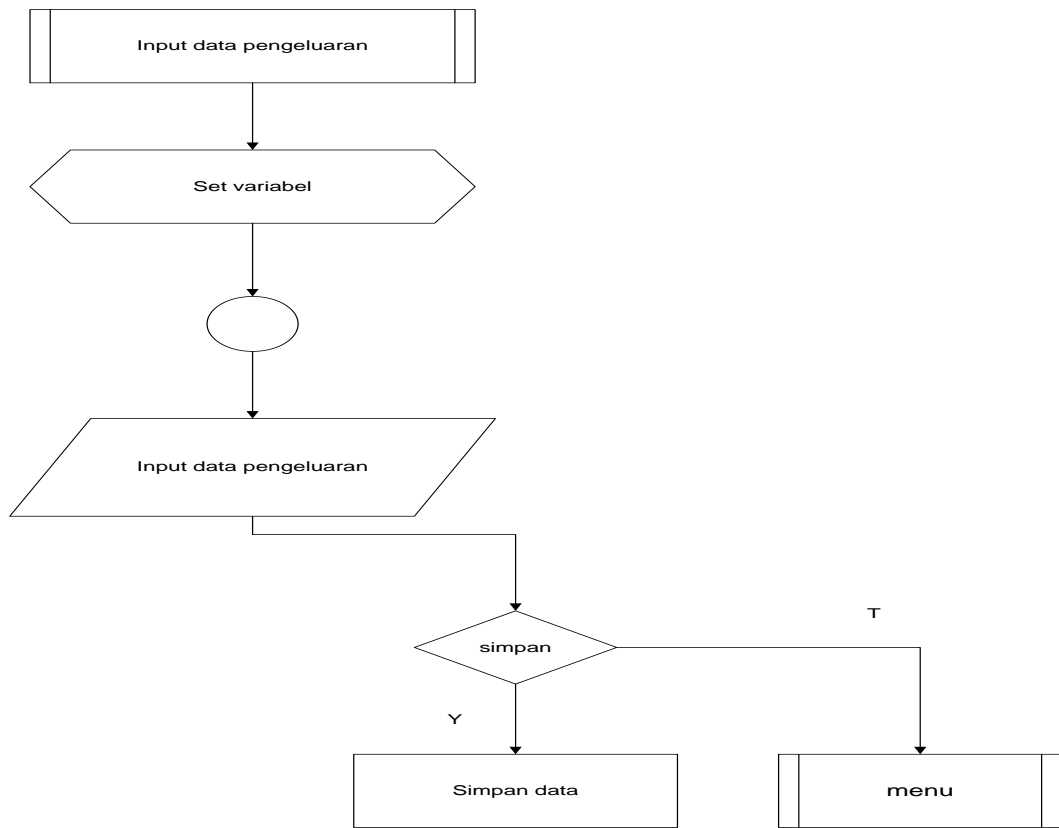 Input data pengeluaran
Set variabel
Input data pengeluaran
T
simpan
Y
Simpan data
menu